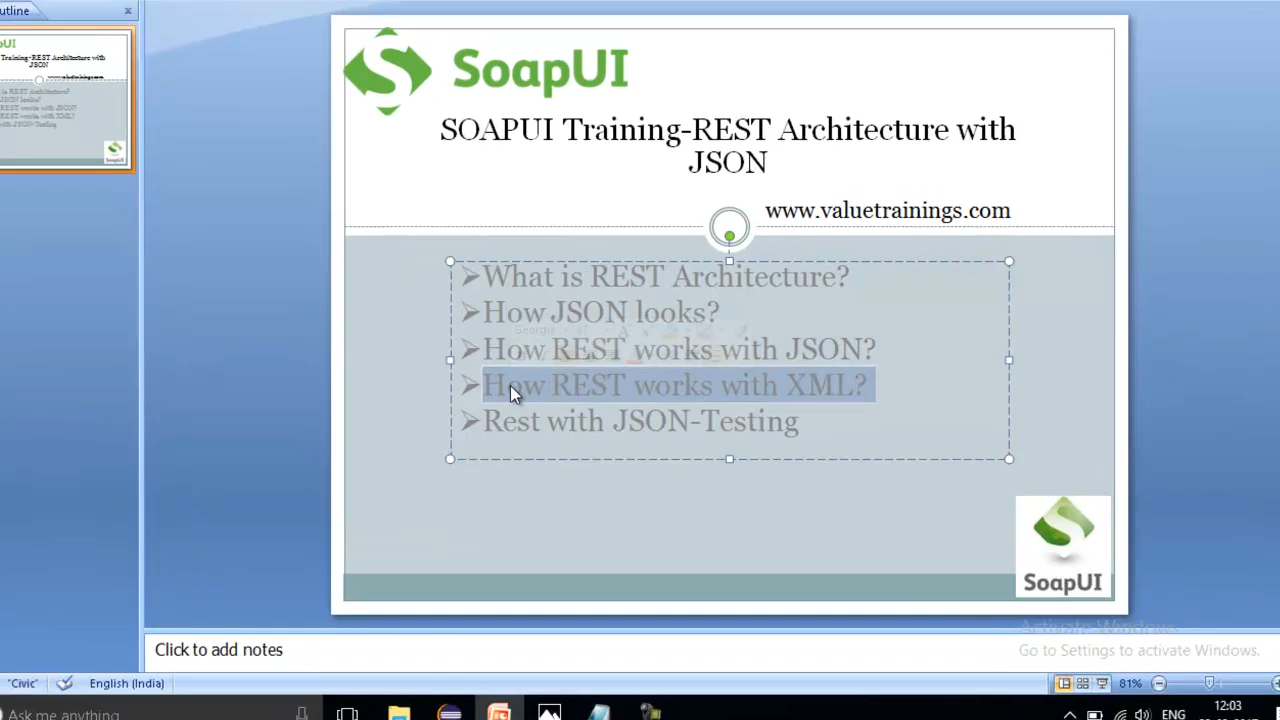 utline
SoapUI
SOAPUI Training-REST Architecture with
JSON
www.valuetrainings.com
What is REST Architecture?
How JSON looks?
How REST works with JSON?
How REST works with XML?
Rest with JSON-Testing
SoapUI
Activate Windows
Go to Settings to activate Windows.
Click to add notes
"Civic"
English (India)
81%
Ask me anything
ENG
12:03